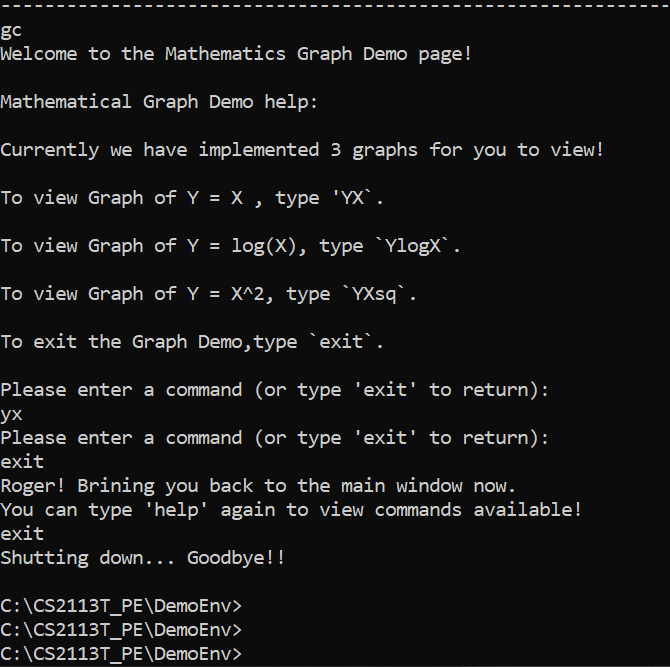 ------------------------------------------------------------------
gc
Welcome to the Mathematics Graph Demo page!
Mathematical Graph Demo help:
Currently we have implemented 3 graphs for you to view!
To view Graph of Y = X , type 'YX`.
To view Graph of Y = log(X), type `YlogX`.
To view Graph of Y = X^2, type `YXsq`.
To exit the Graph Demo,type `exit`.
Please enter a command (or type 'exit' to return):
yx
Please enter a command (or type 'exit' to return):
exit
Roger! Brining you back to the main window now.
You can type 'help' again to view commands available!
exit
Shutting down... Goodbye!!
C:\CS2113T_PE\DemoEnv>
C:\CS2113T_PE\DemoEnv>
C:\CS2113T_PE\DemoEnv>